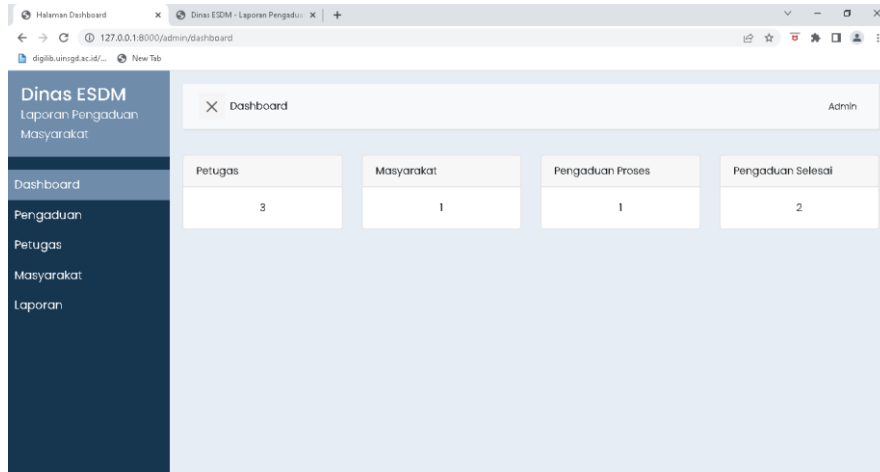 Halaman Dashboard
Dinas ESDM - Laporan Pengadu
127.0.0.1:8000/admin/dashboard
digilib.uinsgd.ac.id/...
New Tab
Dinas ESDM
Laporan Pengaduan
Masyarakat
Dashboard
Pengaduan
Petugas
Masyarakat
Laporan
Dashboard
Admin
Petugas
Masyarakat
Pengaduan Proses
Pengaduan Selesai
3
1
1
2